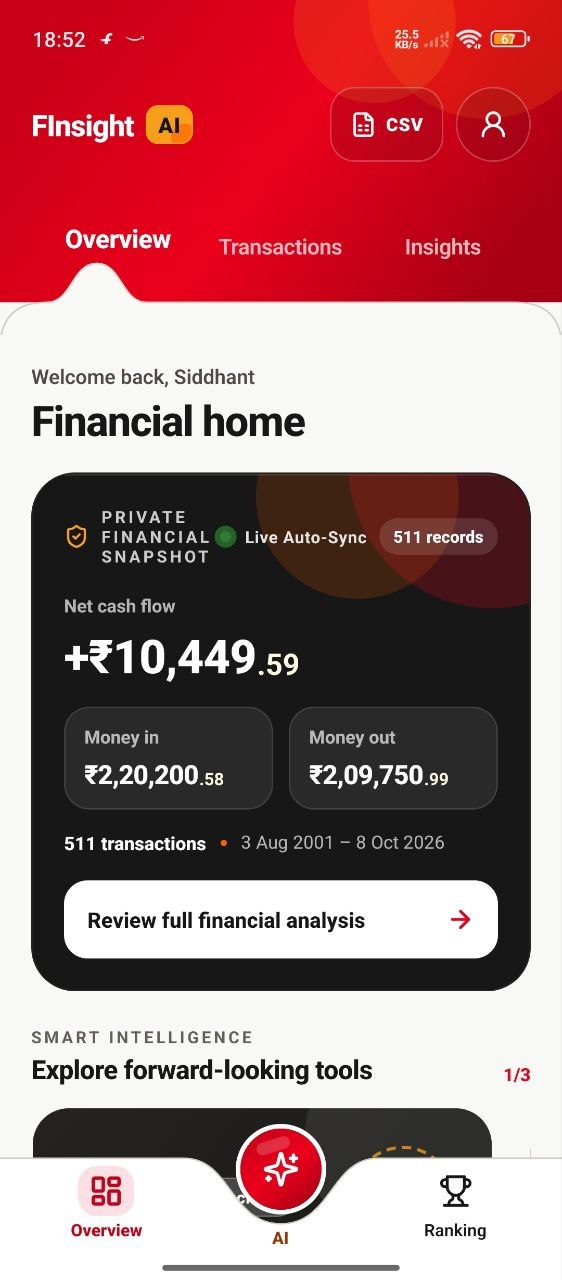 18:52
25.5
KB/s
67
FInsight AI
CSV
Overview
Transactions
Insights
Welcome back, Siddhant
Financial home
PRIVATE
FINANCIAL
SNAPSHOT
Live Auto-Sync
511 records
Net cash flow
+₹10,449.59
Money in
₹2,20,200.58
Money out
₹2,09,750.99
511 transactions • 3 Aug 2001 – 8 Oct 2026
Review full financial analysis
SMART INTELLIGENCE
Explore forward-looking tools
1/3
Overview
AI
Ranking